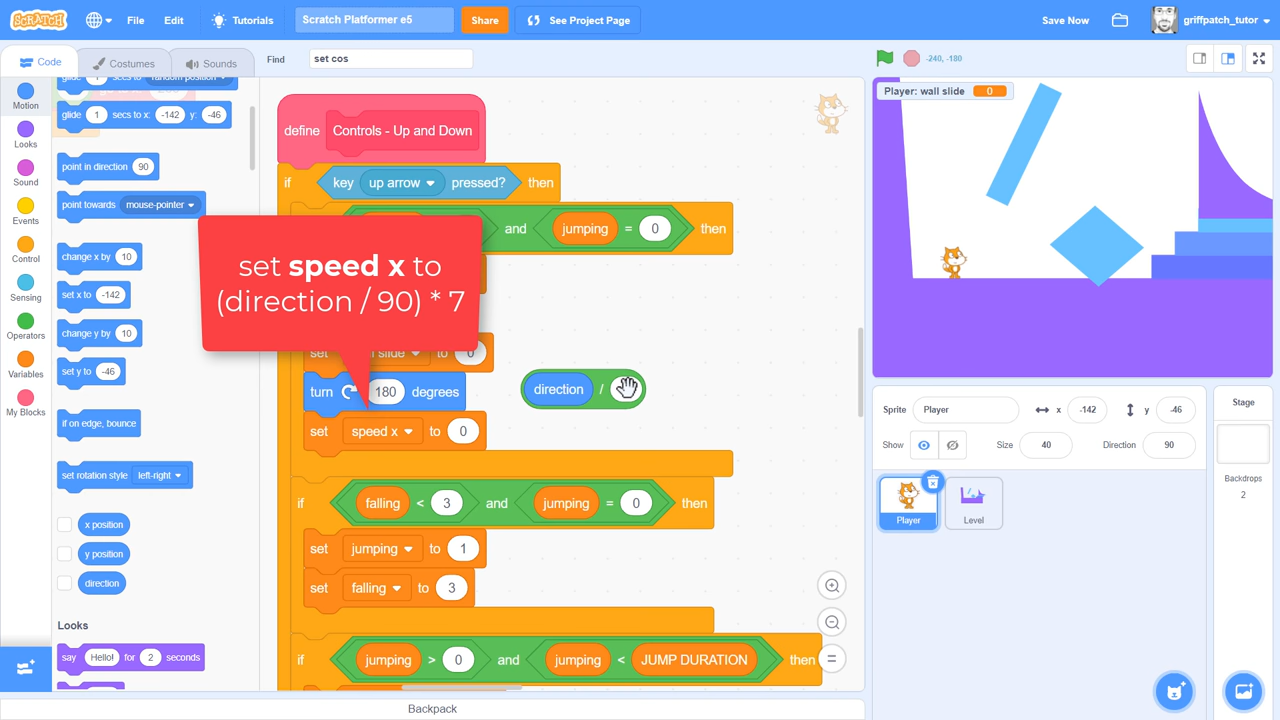 SCRATCH File Edit Tutorials Scratch Platformer e5 Share See Project Page Save Now griffpatch_tutor
Code Costumes Sounds Find set cos -240, -180
Motion
Looks
Sound
Events
Control
Sensing
Operators
Variables
My Blocks
glide 1 secs to random position
glide 1 secs to x: -142 y: -46
point in direction 90
point towards mouse-pointer
change x by 10
set x to -142
change y by 10
set y to -46
if on edge, bounce
set rotation style left-right
x position
y position
direction
Looks
say Hello! for 2 seconds
define Controls - Up and Down
if key up arrow pressed? then
and jumping = 0 then
set speed x to
(direction / 90) * 7
set slide to 0
turn 180 degrees
set speed x to 0
direction /
if falling < 3 and jumping = 0 then
set jumping to 1
set falling to 3
if jumping > 0 and jumping < JUMP DURATION then
Backpack
Player: wall slide 0
Sprite Player x -142 y -46
Show Size 40 Direction 90
Player
Level
Stage
Backdrops
2